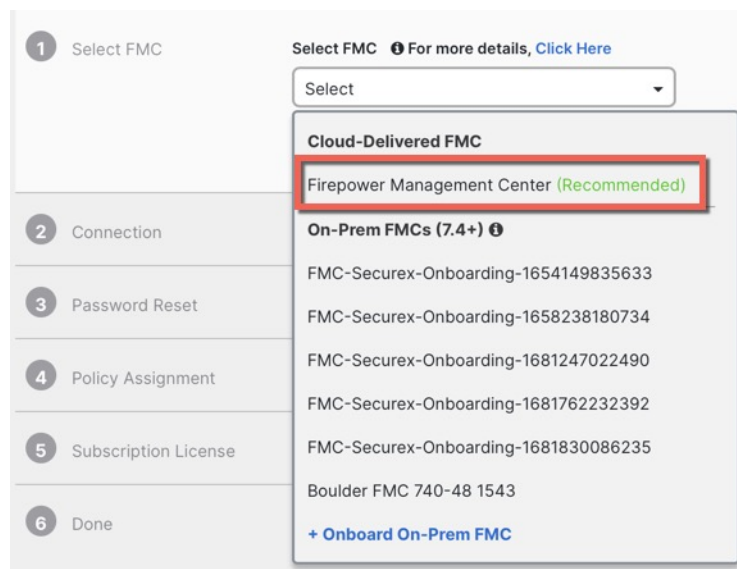 1 Select FMC
Select FMC For more details, Click Here
Select
Cloud-Delivered FMC
Firepower Management Center (Recommended)
2 Connection
On-Prem FMCs (7.4+)
FMC-Securex-Onboarding-1654149835633
3 Password Reset
FMC-Securex-Onboarding-1658238180734
FMC-Securex-Onboarding-1681247022490
4 Policy Assignment
FMC-Securex-Onboarding-1681762232392
5 Subscription License
FMC-Securex-Onboarding-1681830086235
Boulder FMC 740-48 1543
6 Done
+ Onboard On-Prem FMC